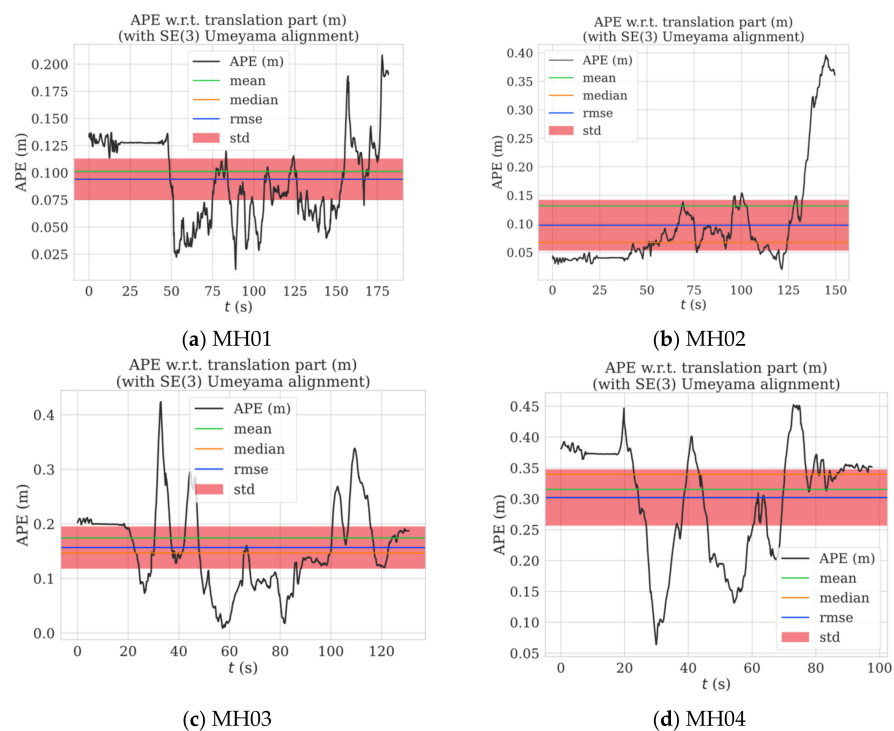 APE w.r.t. translation part (m)
(with SE(3) Umeyama alignment)
APE (m)
mean
median
rmse
std
0.200
0.150
0.125
0.100
0.075
0.050
0.025
APE (m)
0 25 50 75 100 125 150 175
t (s)
(a) MH01
APE w.r.t. translation part (m)
(with SE(3) Umeyama alignment)
APE (m)
mean
median
rmse
std
0.40
0.35
0.30
0.25
0.20
0.15
0.10
0.05
APE (m)
0 25 50 75 100 125 150
t (s)
(b) MH02
APE w.r.t. translation part (m)
(with SE(3) Umeyama alignment)
APE (m)
mean
median
rmse
std
0.4
0.3
0.2
0.1
0.0
APE (m)
0 20 40 60 80 100 120
t (s)
(c) MH03
APE w.r.t. translation part (m)
(with SE(3) Umeyama alignment)
0.45
0.40
0.35
0.30
0.25
0.20
0.15
0.10
0.05
APE (m)
APE (m)
mean
median
rmse
std
0 20 40 60 80 100
t (s)
(d) MH04